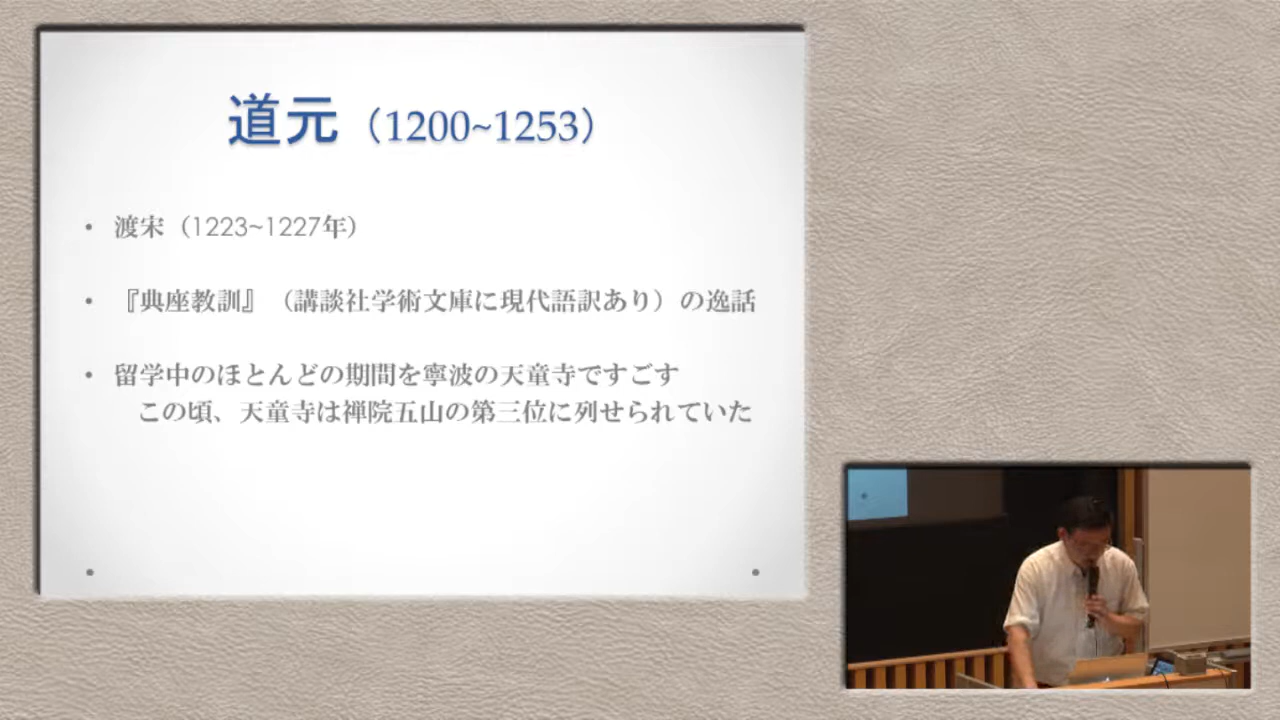 道元（1200~1253）
• 渡宋（1223~1227年）
• 『典座教訓』（講談社学術文庫に現代語訳あり）の逸話
• 留学中のほとんどの期間を寧波の天童寺ですごす
この頃、天童寺は禅院五山の第三位に列せられていた